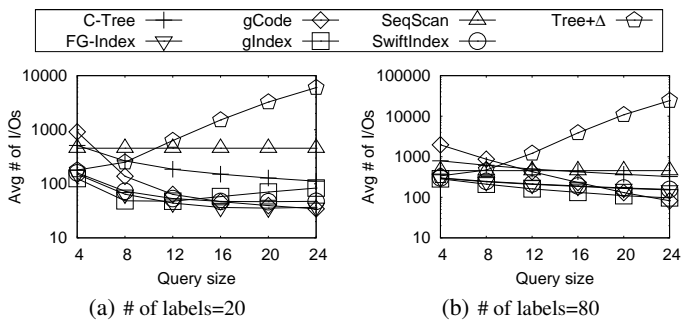 C-Tree gCode SeqScan Tree+Δ
FG-Index gIndex SwiftIndex
10000
1000
100
10
Avg # of I/Os
4 8 12 16 20 24
Query size
(a) # of labels=20
100000
10000
1000
100
10
Avg # of I/Os
4 8 12 16 20 24
Query size
(b) # of labels=80